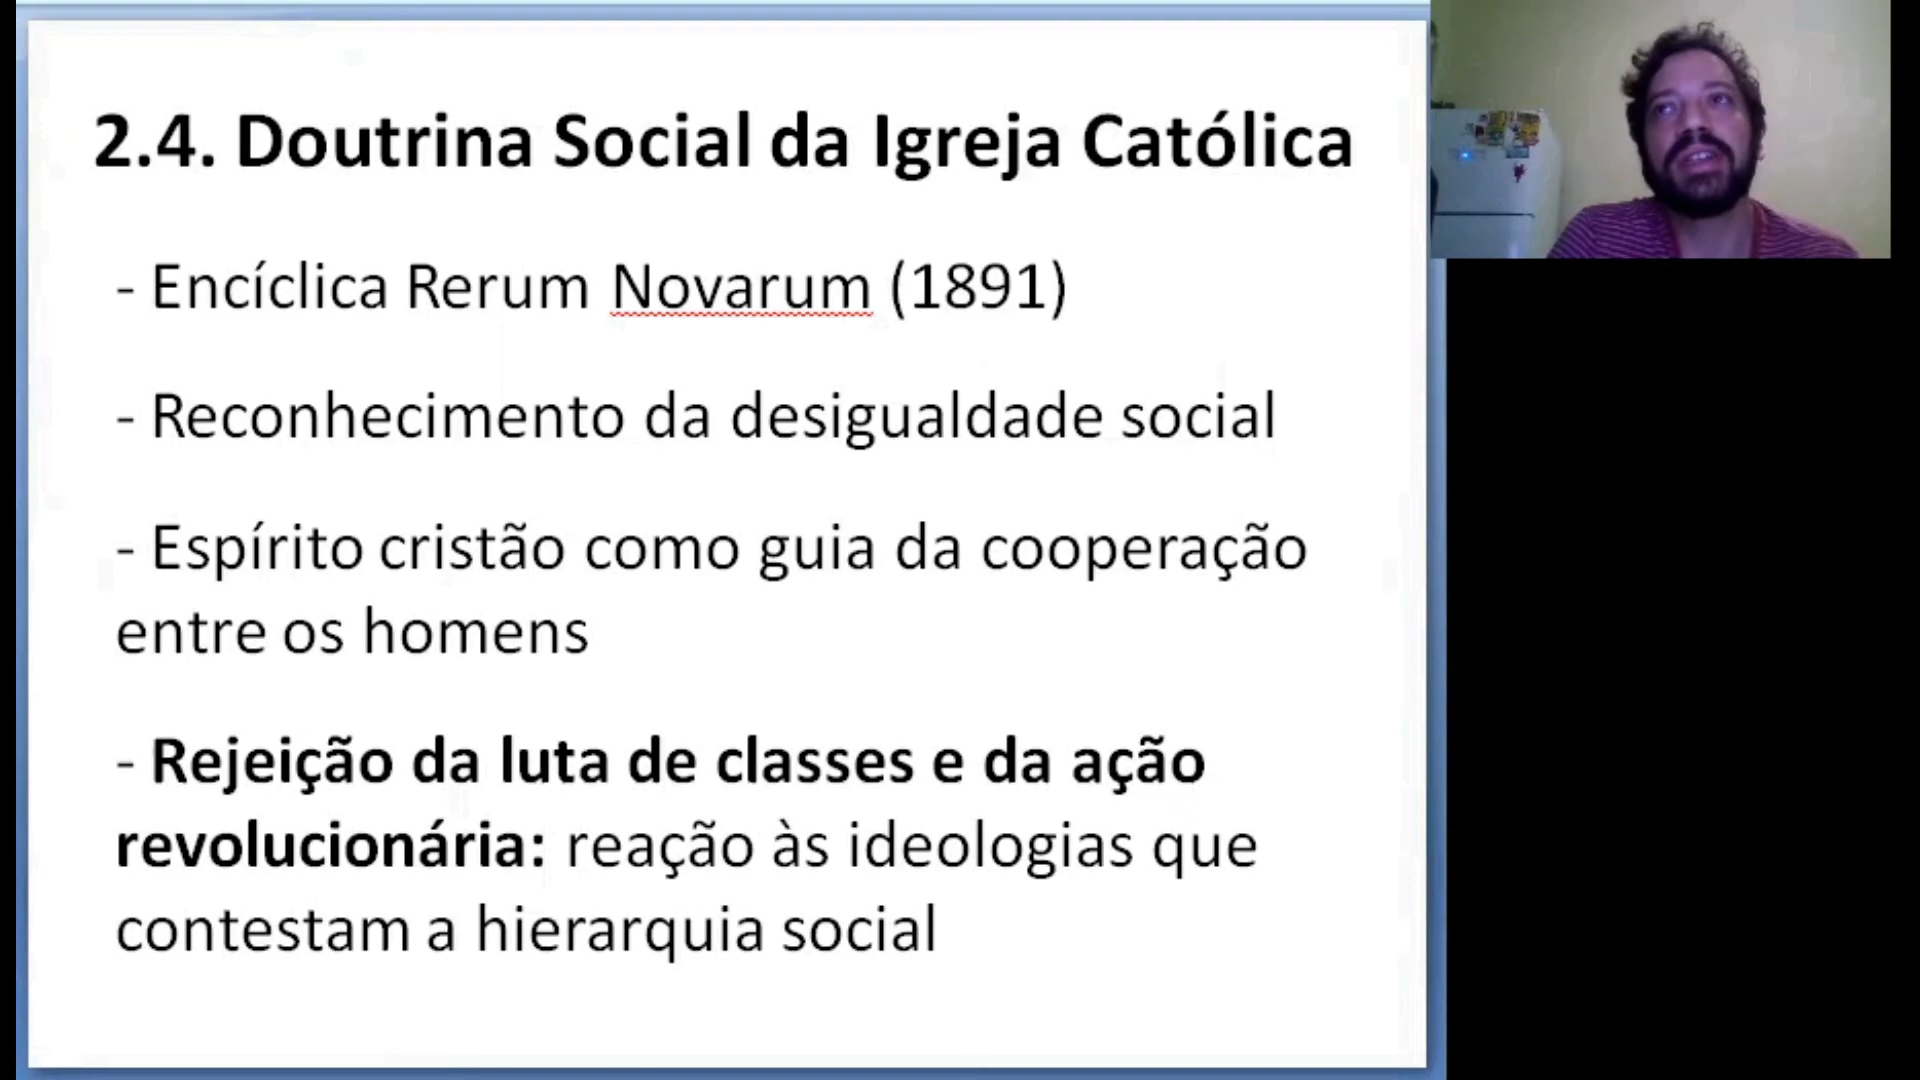 2.4. Doutrina Social da Igreja Católica
- Encíclica Rerum Novarum (1891)
- Reconhecimento da desigualdade social
- Espírito cristão como guia da cooperação
entre os homens
- Rejeição da luta de classes e da ação
revolucionária: reação às ideologias que
contestam a hierarquia social